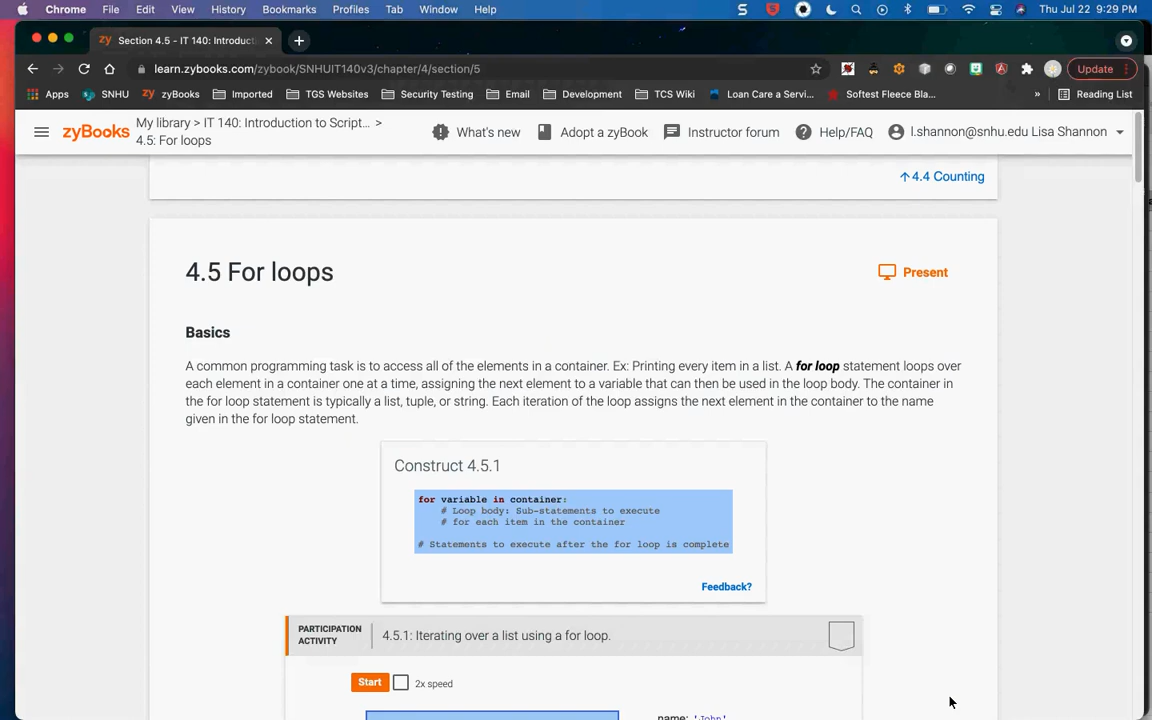 Chrome File Edit View History Bookmarks Profiles Tab Window Help Thu Jul 22 9:29 PM
zy Section 4.5 - IT 140: Introduct
learn.zybooks.com/zybook/SNHUIT140v3/chapter/4/section/5 Update
Apps SNHU zy zyBooks Imported TGS Websites Security Testing Email Development TCS Wiki Loan Care a Servi... Softest Fleece Bla... » Reading List
zyBooks My library > IT 140: Introduction to Script... > What's new Adopt a zyBook Instructor forum Help/FAQ l.shannon@snhu.edu Lisa Shannon
4.5: For loops
↑ 4.4 Counting
4.5 For loops
Present
Basics
A common programming task is to access all of the elements in a container. Ex: Printing every item in a list. A for loop statement loops over
each element in a container one at a time, assigning the next element to a variable that can then be used in the loop body. The container in
the for loop statement is typically a list, tuple, or string. Each iteration of the loop assigns the next element in the container to the name
given in the for loop statement.
Construct 4.5.1
for variable in container:
# Loop body: Sub-statements to execute
# for each item in the container
# Statements to execute after the for loop is complete
Feedback?
PARTICIPATION
ACTIVITY
4.5.1: Iterating over a list using a for loop.
Start 2x speed
name: 'John'